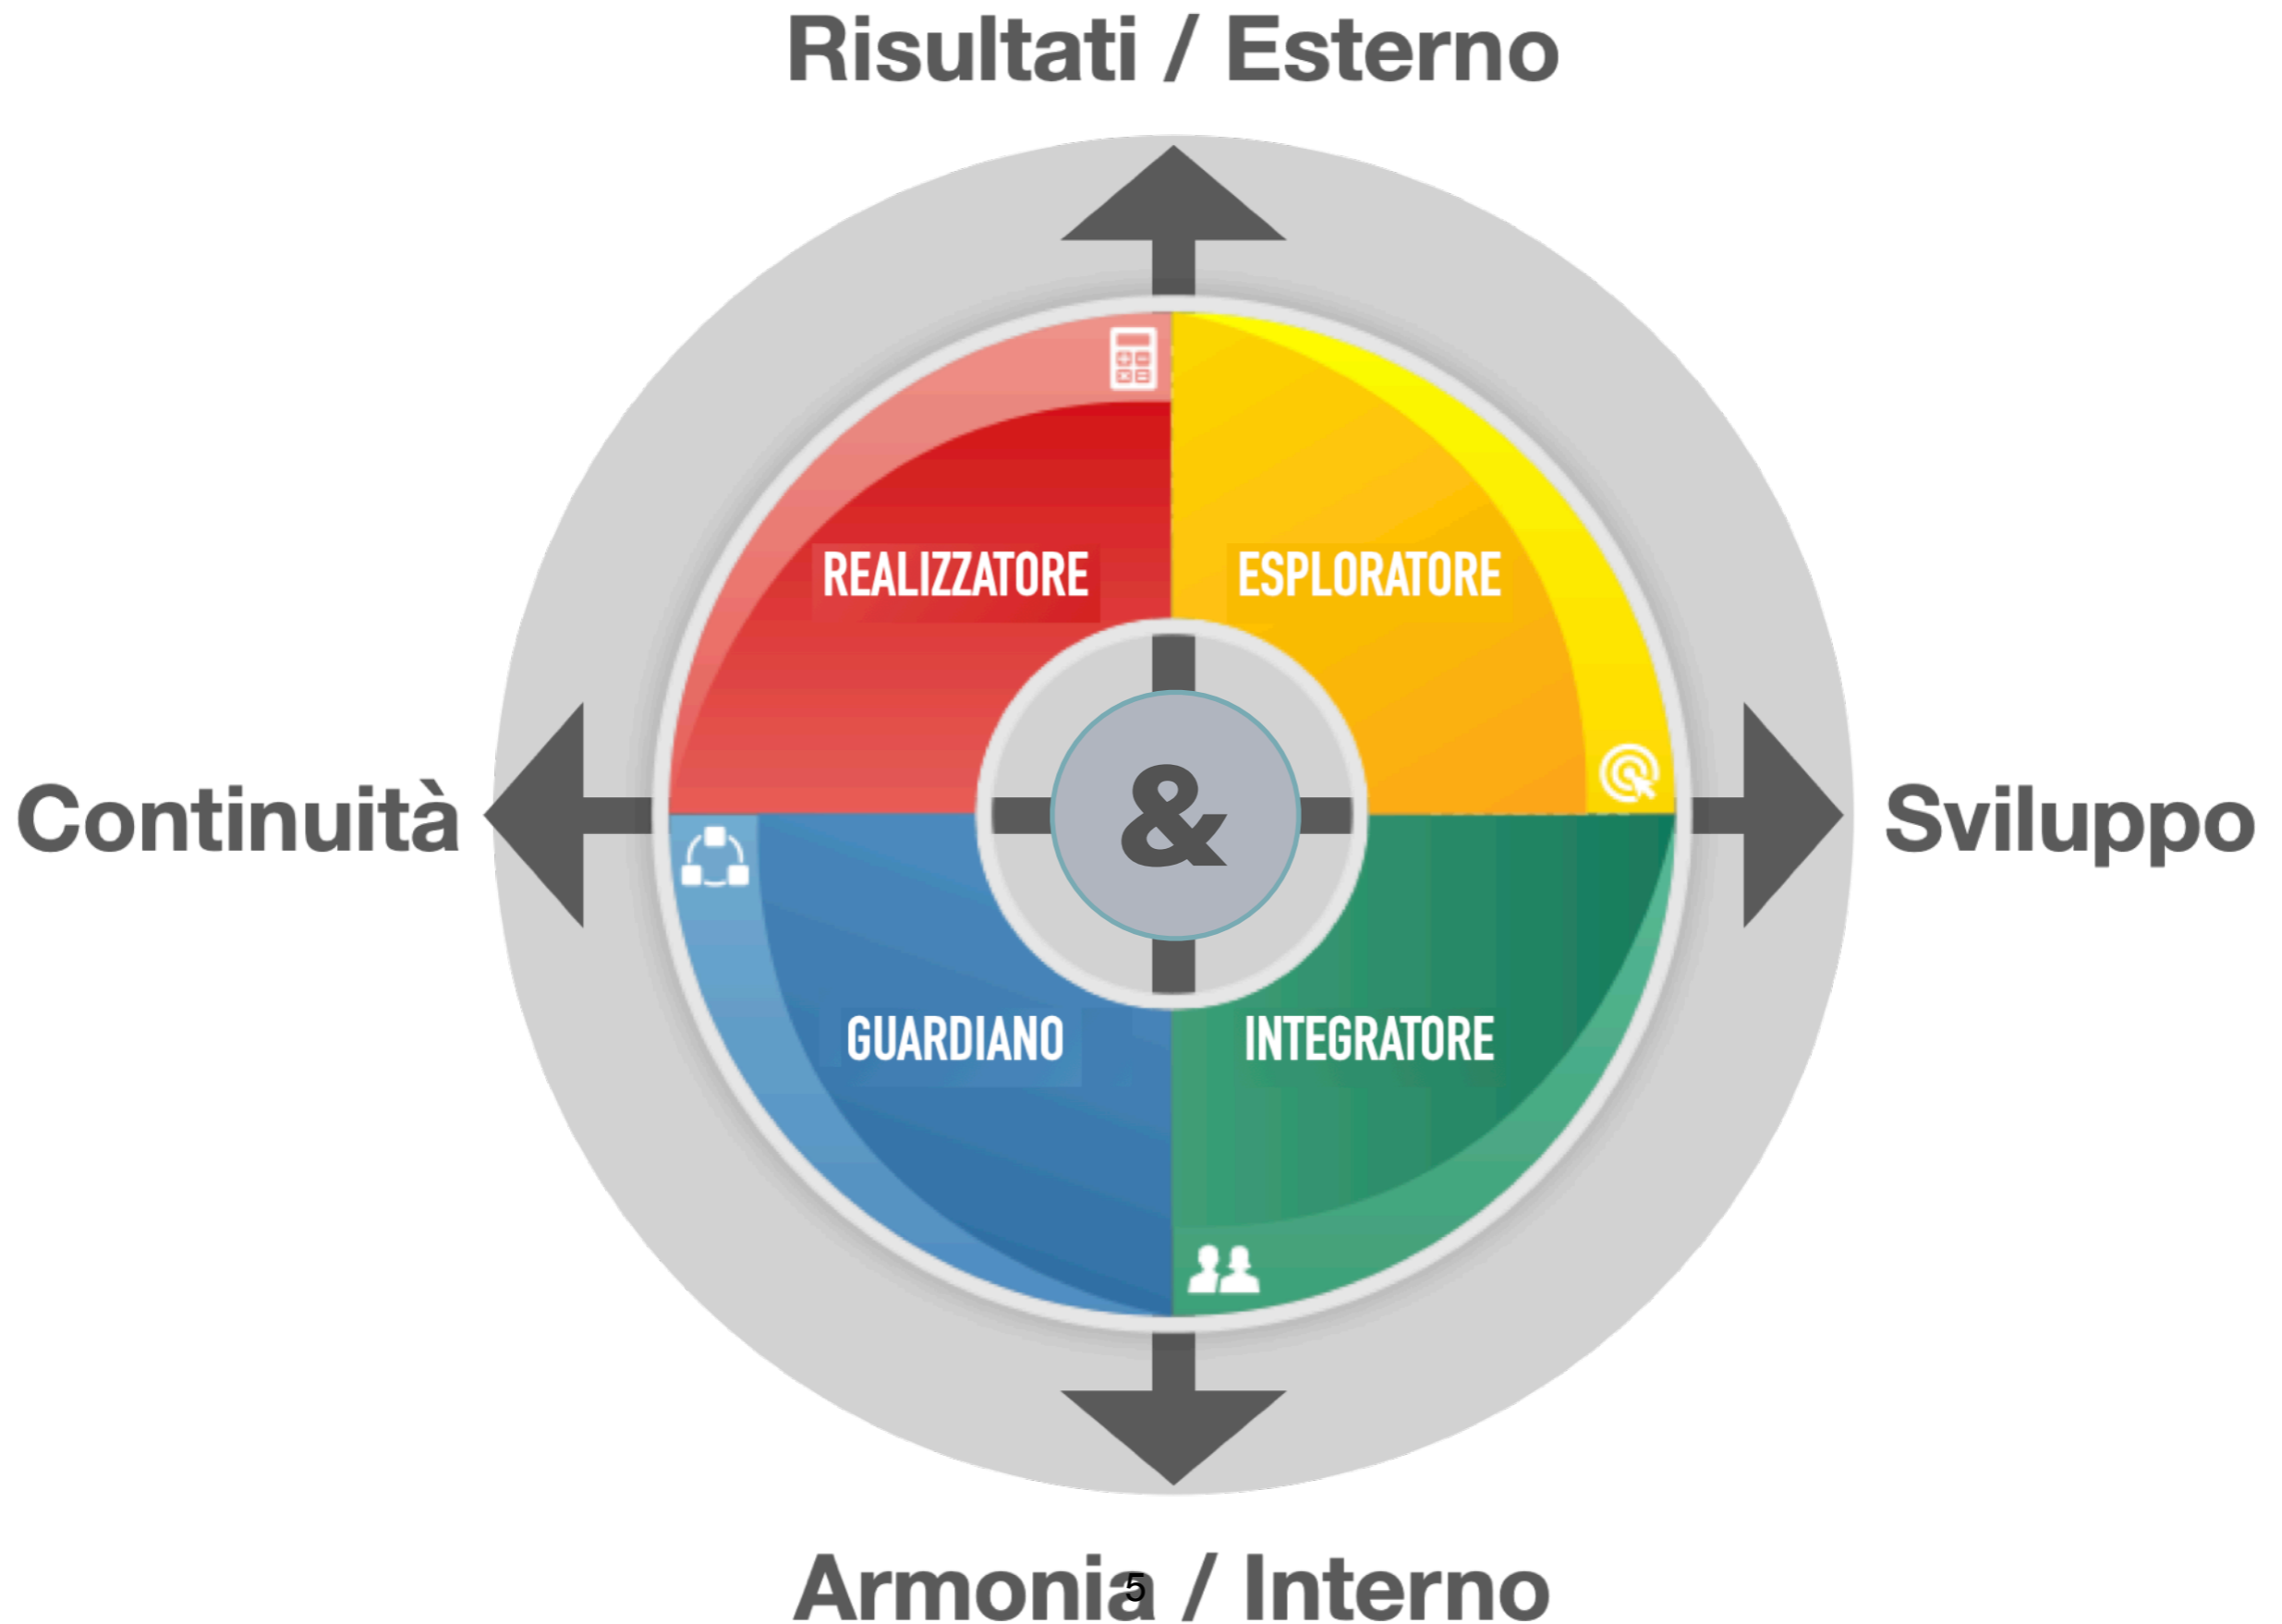 Risultati / Esterno
REALIZZATORE
ESPLORATORE
Continuità
&
Sviluppo
GUARDIANO
INTEGRATORE
Armonia / Interno
5